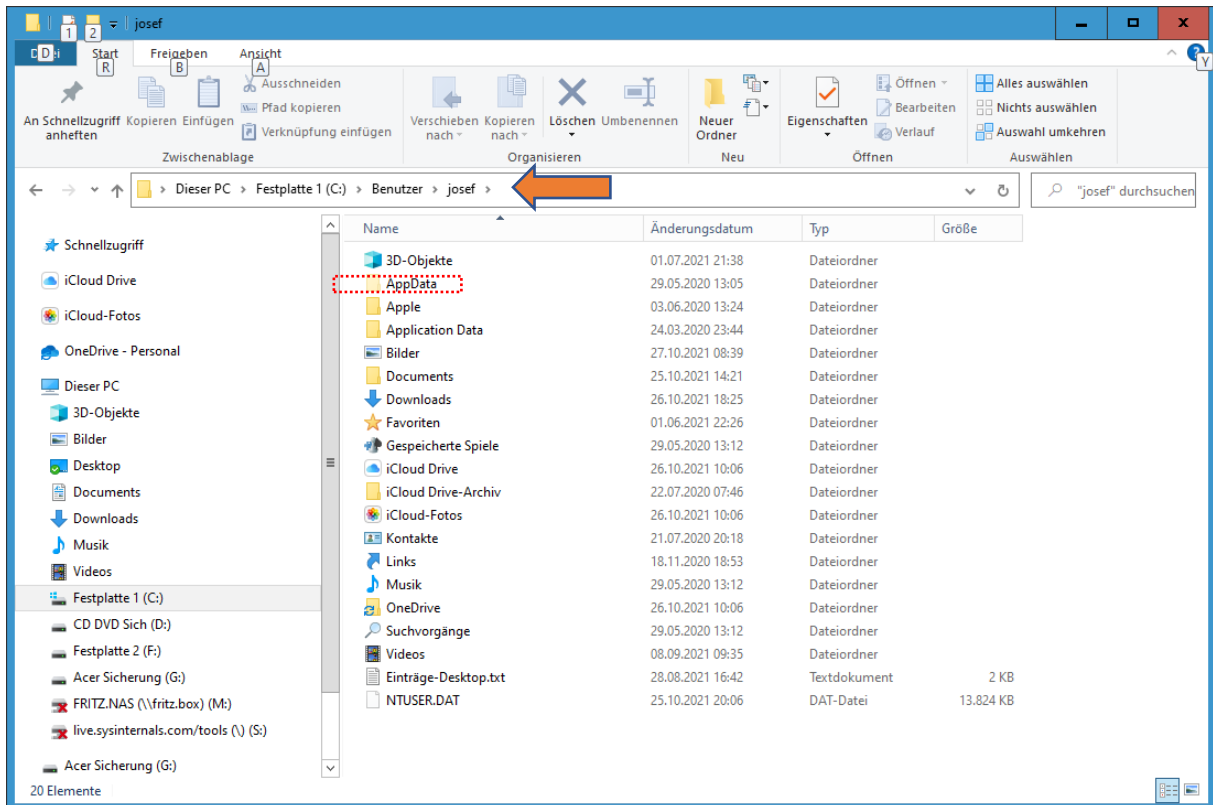 josef
1
2
D
i
Start
Freigeben
Ansicht
R
B
A
Y
An Schnellzugriff anheften
Kopieren
Einfügen
Ausschneiden
Pfad kopieren
Verknüpfung einfügen
Verschieben nach
Kopieren nach
Löschen
Umbenennen
Neuer Ordner
Eigenschaften
Öffnen
Bearbeiten
Verlauf
Alles auswählen
Nichts auswählen
Auswahl umkehren
Zwischenablage
Organisieren
Neu
Öffnen
Auswählen
Dieser PC > Festplatte 1 (C:) > Benutzer > josef >
"josef" durchsuchen
Schnellzugriff
iCloud Drive
iCloud-Fotos
OneDrive - Personal
Dieser PC
3D-Objekte
Bilder
Desktop
Documents
Downloads
Musik
Videos
Festplatte 1 (C:)
CD DVD Sich (D:)
Festplatte 2 (F:)
Acer Sicherung (G:)
FRITZ.NAS (\\fritz.box) (M:)
live.sysinternals.com/tools (\) (S:)
Acer Sicherung (G:)
Name Änderungsdatum Typ Größe
3D-Objekte 01.07.2021 21:38 Dateiordner
AppData 29.05.2020 13:05 Dateiordner
Apple 03.06.2020 13:24 Dateiordner
Application Data 24.03.2020 23:44 Dateiordner
Bilder 27.10.2021 08:39 Dateiordner
Documents 25.10.2021 14:21 Dateiordner
Downloads 26.10.2021 18:25 Dateiordner
Favoriten 01.06.2021 22:26 Dateiordner
Gespeicherte Spiele 29.05.2020 13:12 Dateiordner
iCloud Drive 26.10.2021 10:06 Dateiordner
iCloud Drive-Archiv 22.07.2020 07:46 Dateiordner
iCloud-Fotos 26.10.2021 10:06 Dateiordner
Kontakte 21.07.2020 20:18 Dateiordner
Links 18.11.2020 18:53 Dateiordner
Musik 29.05.2020 13:12 Dateiordner
OneDrive 26.10.2021 10:06 Dateiordner
Suchvorgänge 29.05.2020 13:12 Dateiordner
Videos 08.09.2021 09:35 Dateiordner
Einträge-Desktop.txt 28.08.2021 16:42 Textdokument 2 KB
NTUSER.DAT 25.10.2021 20:06 DAT-Datei 13.824 KB
20 Elemente